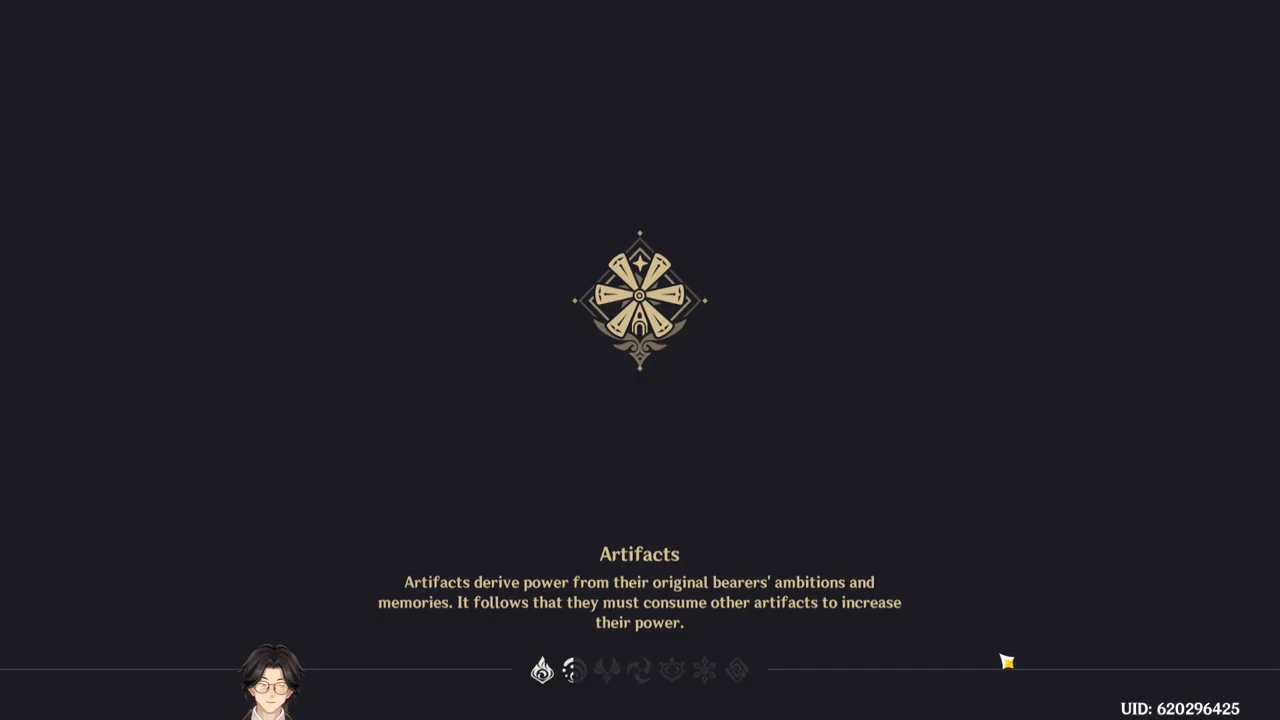 Artifacts
Artifacts derive power from their original bearers' ambitions and
memories. It follows that they must consume other artifacts to increase
their power.
UID: 620296425